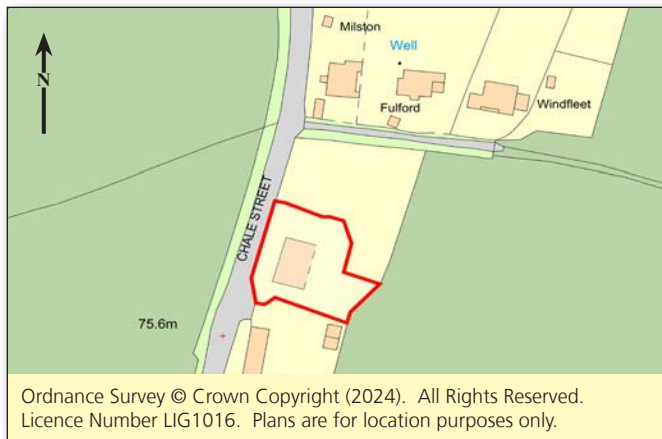 Milston
Well
N
Fulford
Windfleet
CHALE STREET
75.6m
Ordnance Survey © Crown Copyright (2024). All Rights Reserved.
Licence Number LIG1016. Plans are for location purposes only.